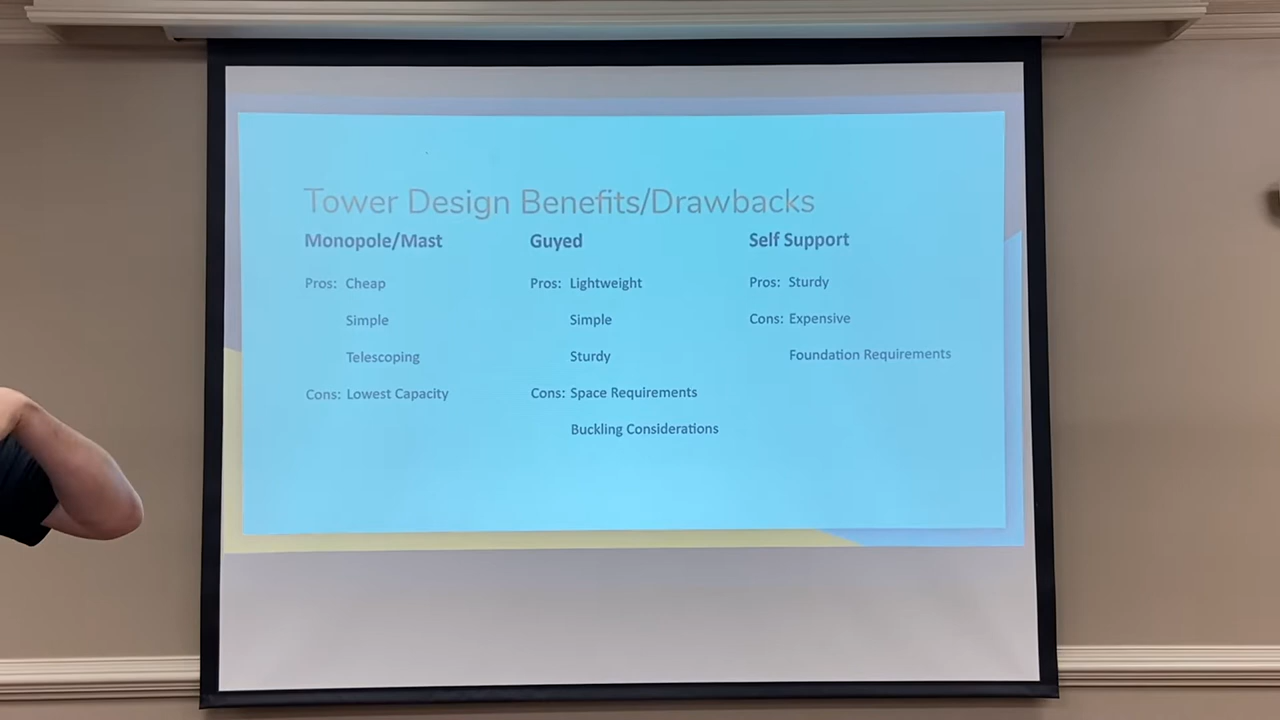 Tower Design Benefits/Drawbacks
Monopole/Mast
Pros: Cheap
Simple
Telescoping
Cons: Lowest Capacity
Guyed
Pros: Lightweight
Simple
Sturdy
Cons: Space Requirements
Buckling Considerations
Self Support
Pros: Sturdy
Cons: Expensive
Foundation Requirements